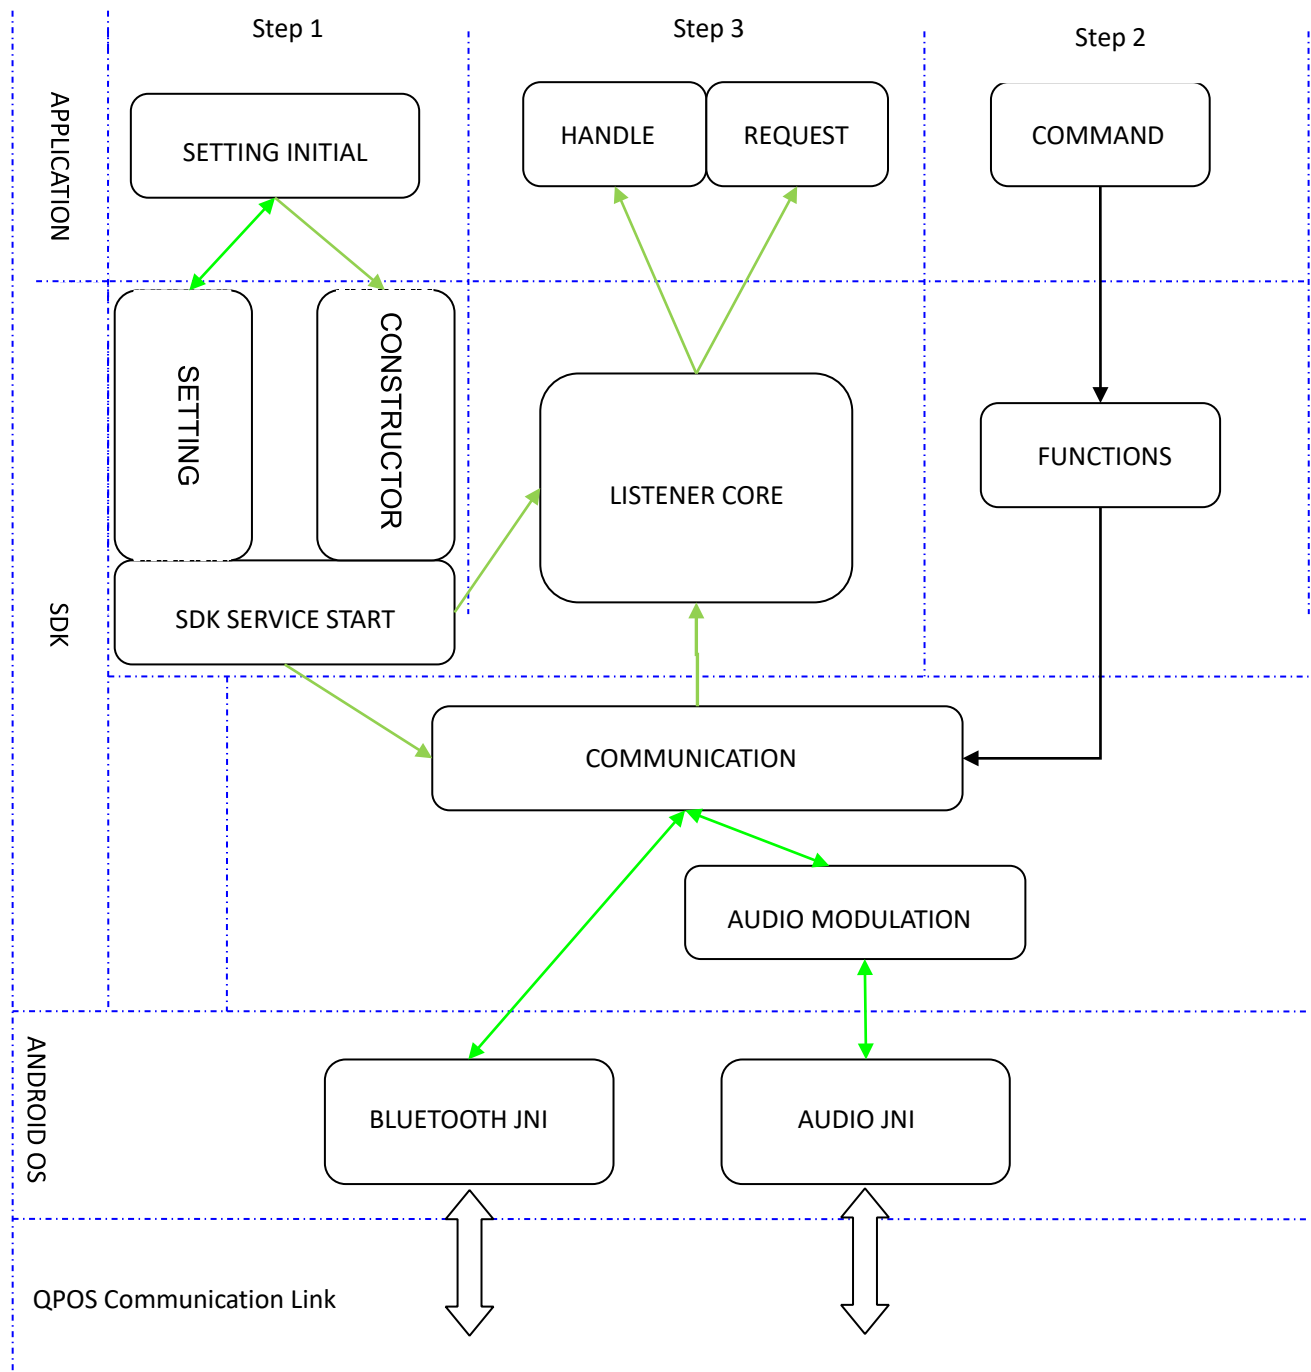 Step 1
Step 3
Step 2
APPLICATION
SETTING INITIAL
HANDLE
REQUEST
COMMAND
SETTING
CONSTRUCTOR
LISTENER CORE
FUNCTIONS
SDK
SDK SERVICE START
COMMUNICATION
AUDIO MODULATION
ANDROID OS
BLUETOOTH JNI
AUDIO JNI
QPOS Communication Link